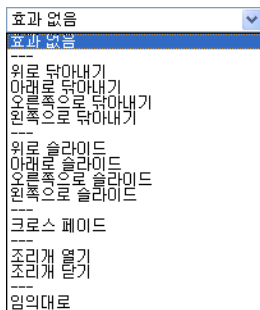 효과 없음
효과 없음
---
위로 닦아내기
아래로 닦아내기
오른쪽으로 닦아내기
왼쪽으로 닦아내기
---
위로 슬라이드
아래로 슬라이드
오른쪽으로 슬라이드
왼쪽으로 슬라이드
---
크로스 페이드
---
조리개 열기
조리개 닫기
---
임의대로